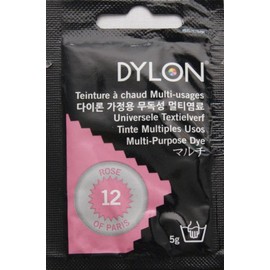 DYLON
Teinture à chaud Multi-usages
다이론 가정용 무독성 멀티염료
Universele Textielverf
Tinte Multiples Usos
Multi-Purpose Dye
マルチ
ROSE
12
OF PARIS
5g